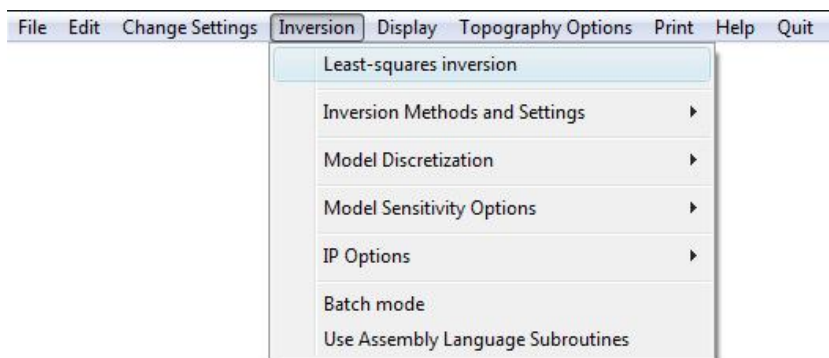 File Edit Change Settings Inversion Display Topography Options Print Help Quit
Least-squares inversion
Inversion Methods and Settings
Model Discretization
Model Sensitivity Options
IP Options
Batch mode
Use Assembly Language Subroutines